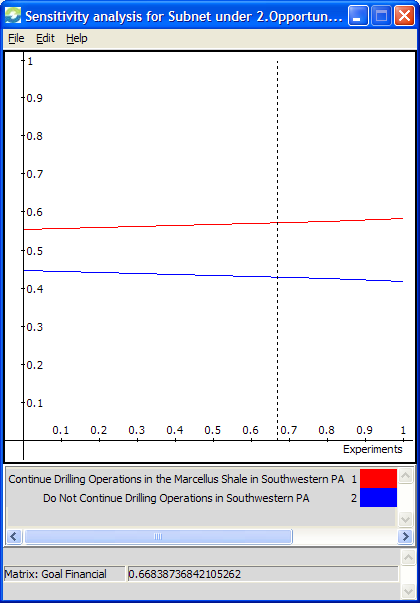 Sensitivity analysis for Subnet under 2.Opportun...
File Edit Help
1
0.9
0.8
0.7
0.6
0.5
0.4
0.3
0.2
0.1
0.1 0.2 0.3 0.4 0.5 0.6 0.7 0.8 0.9 1
Experiments
Continue Drilling Operations in the Marcellus Shale in Southwestern PA 1
Do Not Continue Drilling Operations in Southwestern PA 2
Matrix: Goal Financial 0.66838736842105262